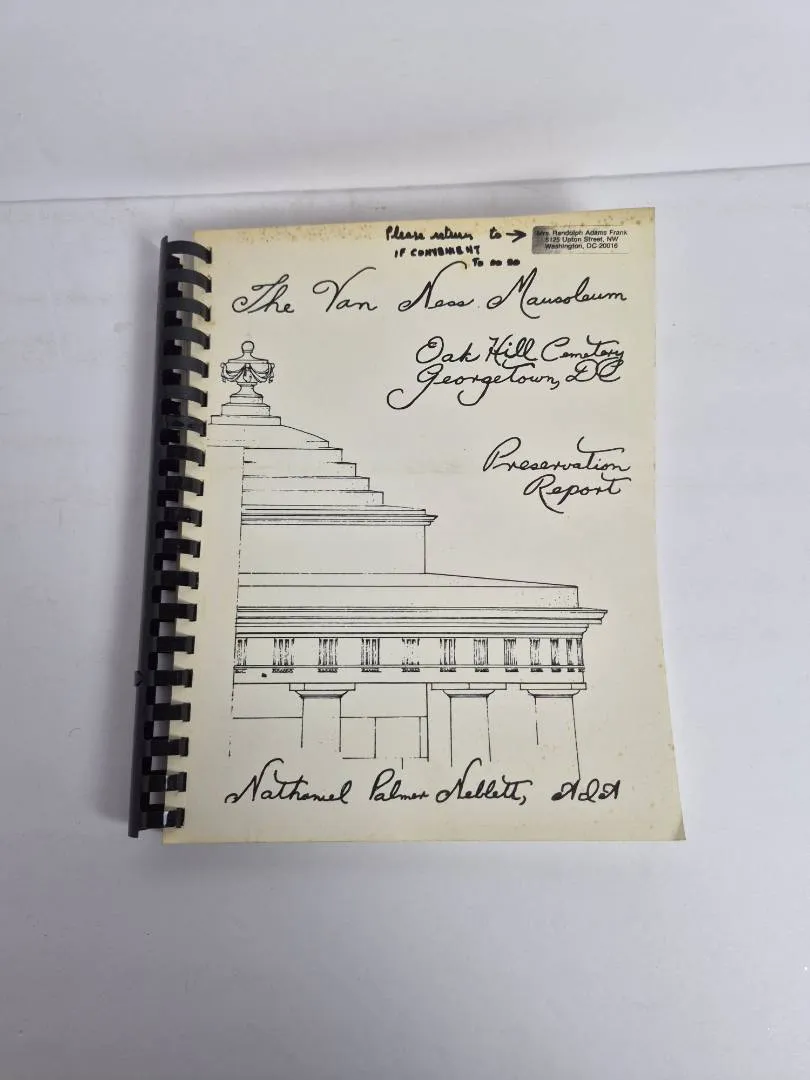 Please return to →
IF CONVENIENT
TO DO SO
Mrs. Randolph Adams Frank
5125 Upton Street, NW
Washington, DC 20016
The Van Ness Mausoleum
Oak Hill Cemetery
Georgetown, DC
Preservation
Report
Nathaniel Palmer Neblett, AIA